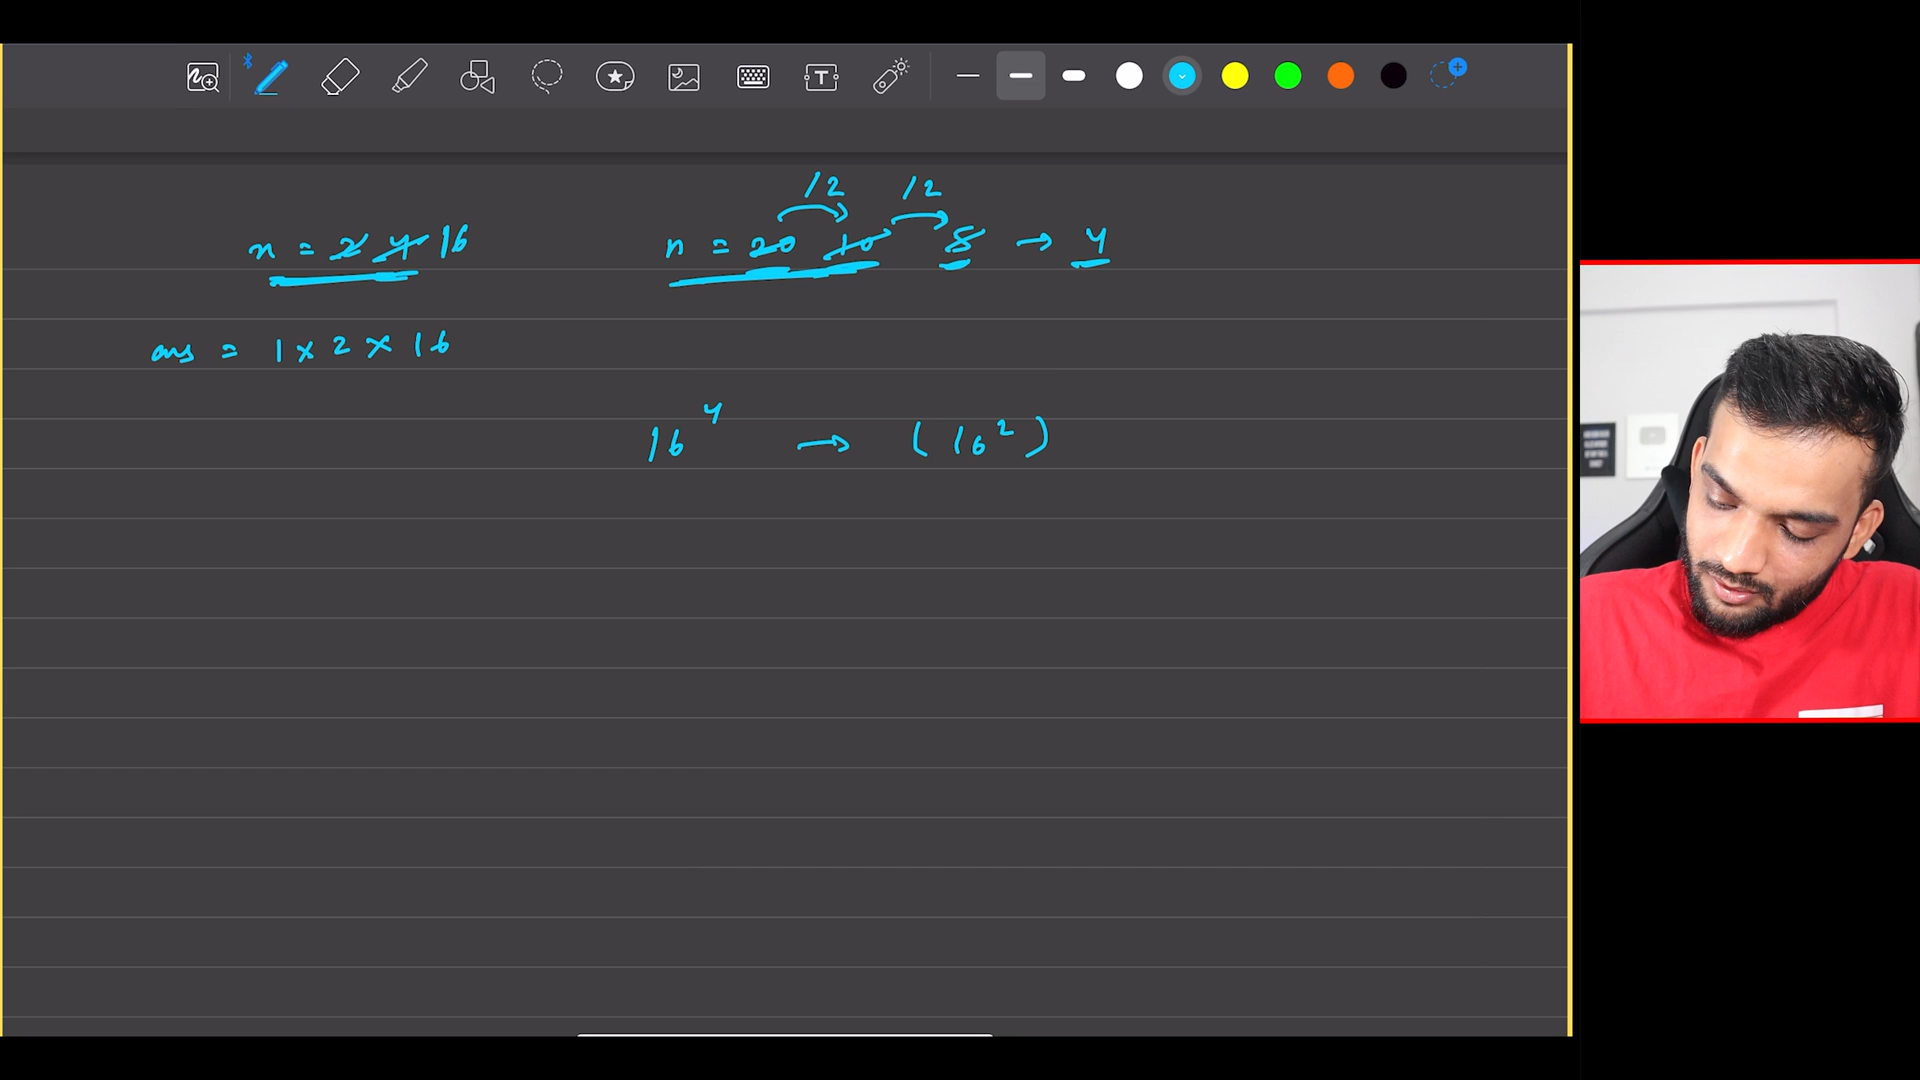 /2 /2
x = 2 4 16
n = 20 10 5 → 4
ans = 1 x 2 x 16
16^4 → (16^2)